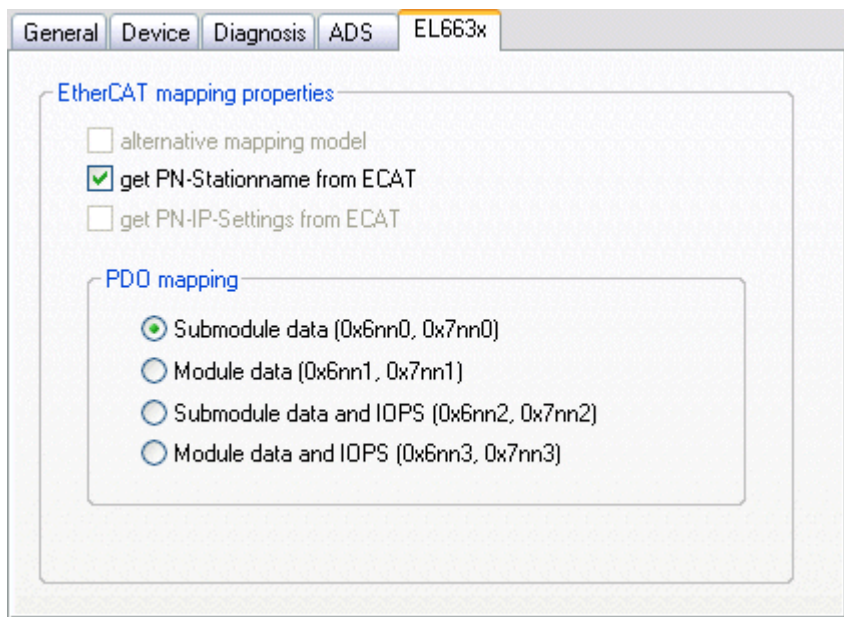 General Device Diagnosis ADS EL663x
EtherCAT mapping properties
alternative mapping model
get PN-Stationname from ECAT
get PN-IP-Settings from ECAT
PDO mapping
Submodule data (0x6nn0, 0x7nn0)
Module data (0x6nn1, 0x7nn1)
Submodule data and IOPS (0x6nn2, 0x7nn2)
Module data and IOPS (0x6nn3, 0x7nn3)